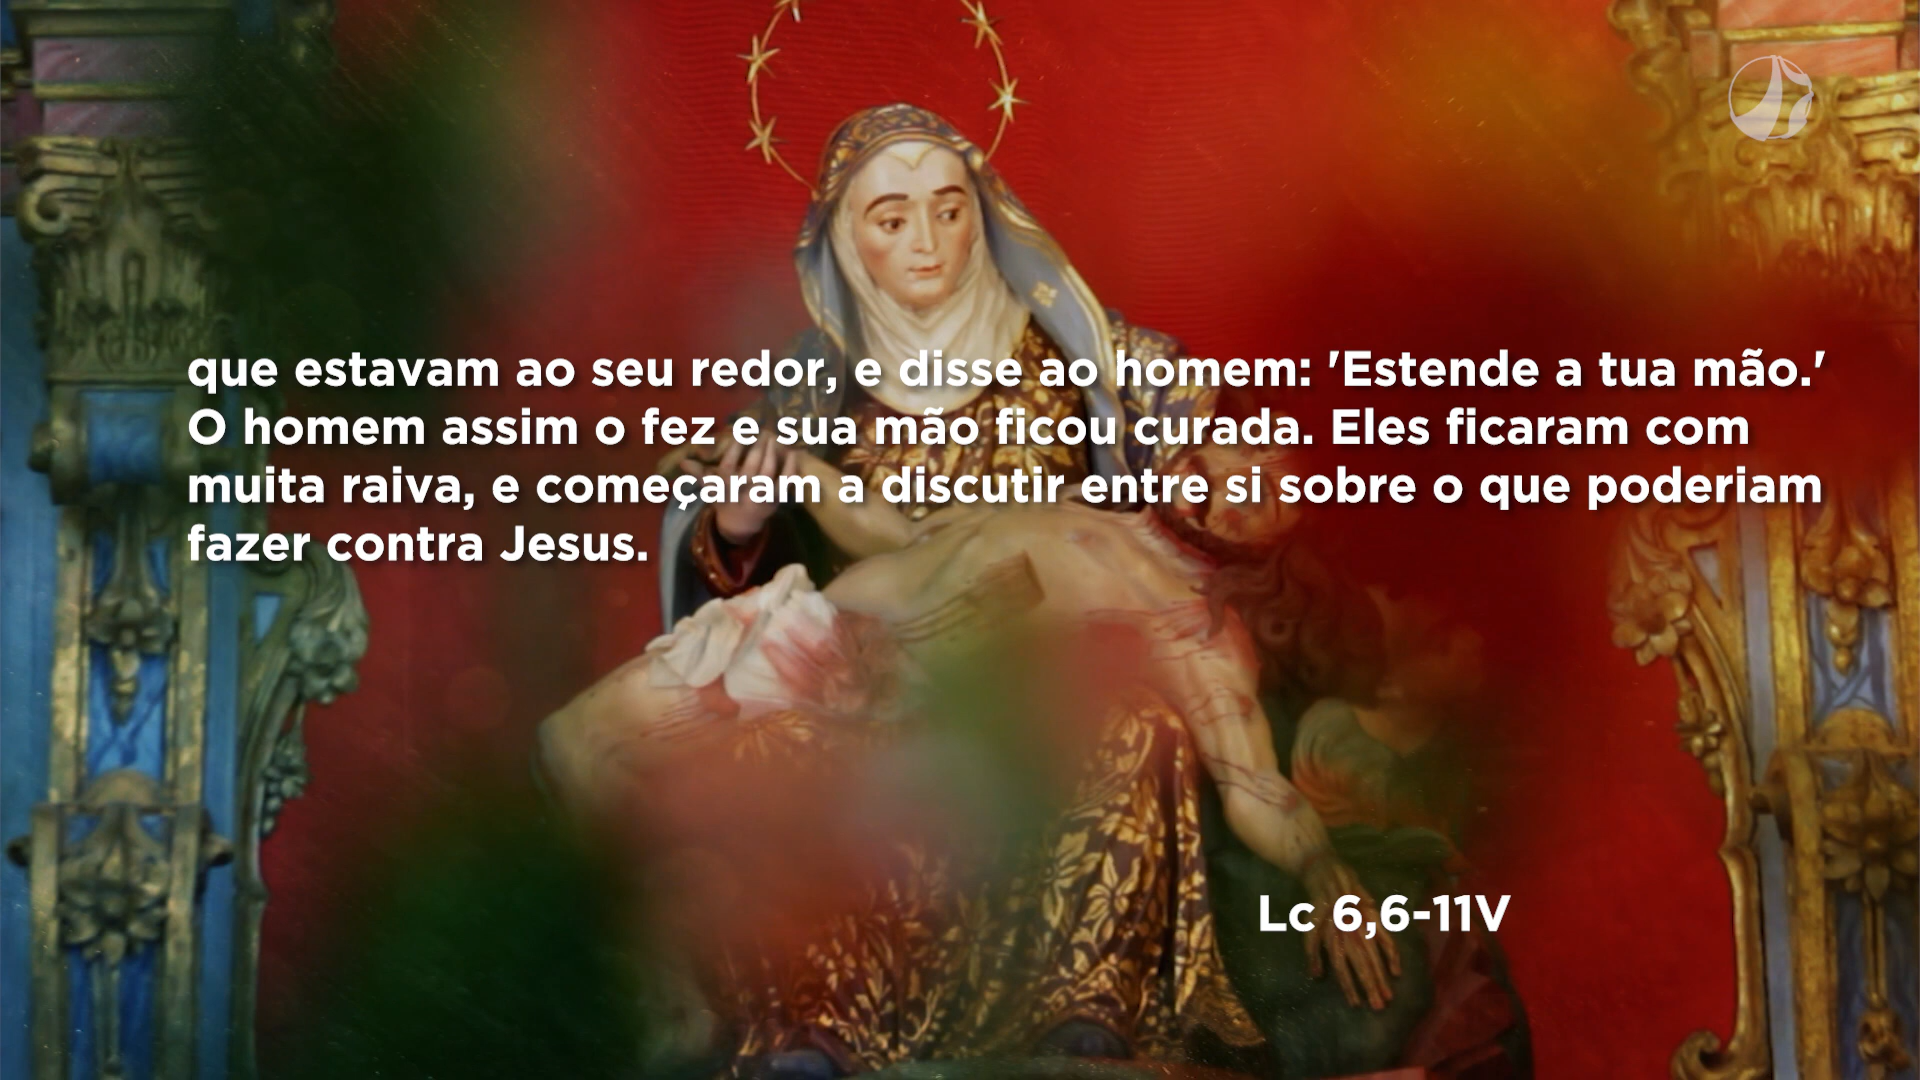 que estavam ao seu redor, e disse ao homem: 'Estende a tua mão.'
O homem assim o fez e sua mão ficou curada. Eles ficaram com
muita raiva, e começaram a discutir entre si sobre o que poderiam
fazer contra Jesus.
Lc 6,6-11V